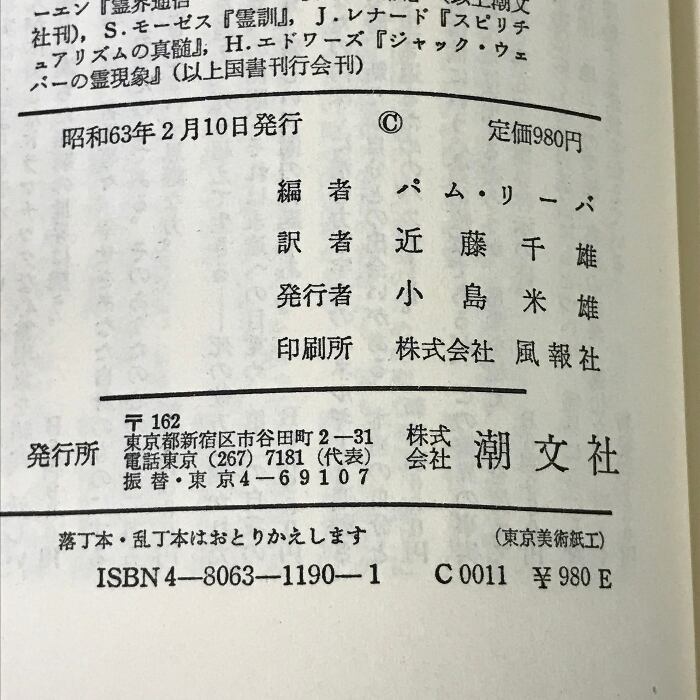 ーエン『霊界通信
社刊)，S.モーゼス『霊訓』，J.レナード『スピリチ
ュアリズムの真髄』，H.エドワーズ『ジャック・ウェ
バーの霊現象』(以上国書刊行会刊)
昭和63年2月10日発行 © 定価980円
編者 パム・リーバ
訳者 近藤千雄
発行者 小島米雄
印刷所 株式会社 風報社
発行所
〒162
東京都新宿区市谷田町2―31
電話東京(267)7181(代表)
振替・東京4―69107
株式会社 潮文社
落丁本・乱丁本はおとりかえします (東京美術紙工)
ISBN4―8063―1190―1 C0011 ¥980E